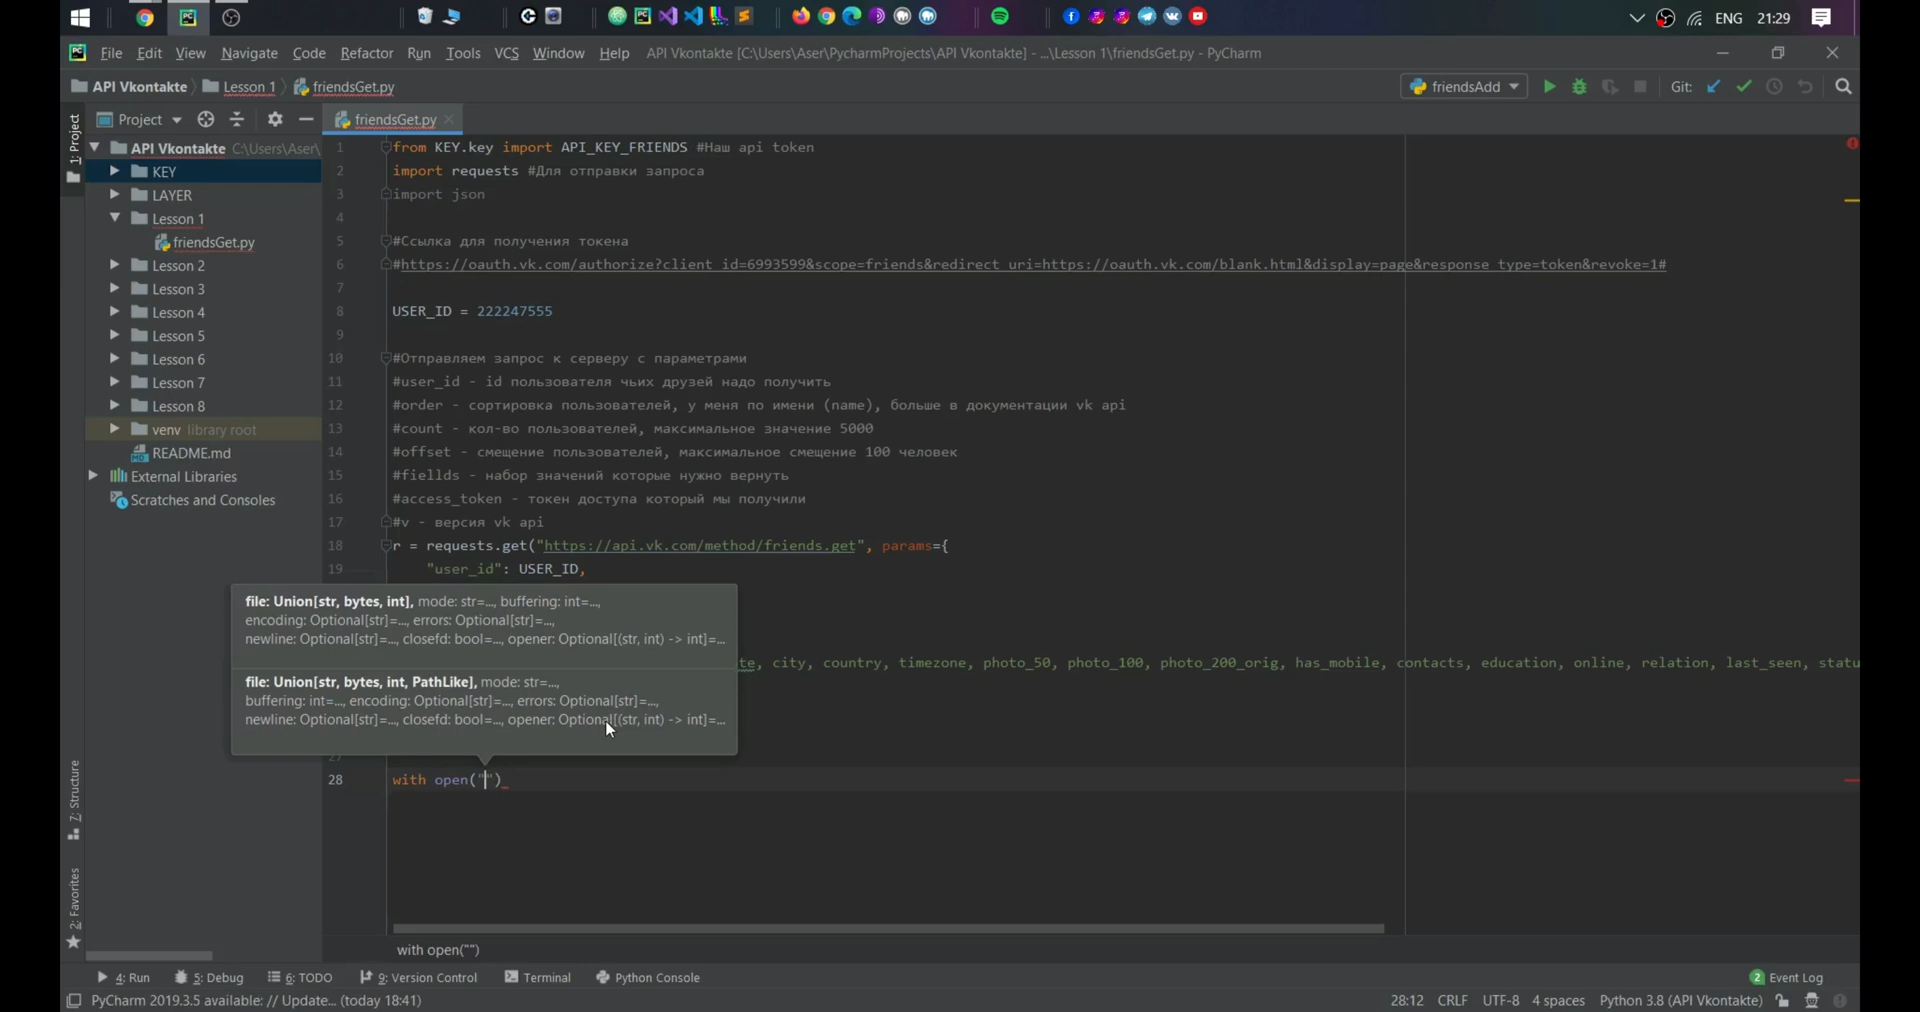 ENG 21:29
File Edit View Navigate Code Refactor Run Tools VCS Window Help API Vkontakte [C:\Users\Aser\PycharmProjects\API Vkontakte] - ...\Lesson 1\friendsGet.py - PyCharm
API Vkontakte Lesson 1 friendsGet.py friendsAdd Git:
Project friendsGet.py
1: Project
API Vkontakte C:\Users\Aser\
KEY
LAYER
Lesson 1
friendsGet.py
Lesson 2
Lesson 3
Lesson 4
Lesson 5
Lesson 6
Lesson 7
Lesson 8
venv library root
README.md
External Libraries
Scratches and Consoles
7: Structure
2: Favorites
1 from KEY.key import API_KEY_FRIENDS #Наш api token
2 import requests #Для отправки запроса
3 import json
4
5 #Ссылка для получения токена
6 #https://oauth.vk.com/authorize?client_id=6993599&scope=friends&redirect_uri=https://oauth.vk.com/blank.html&display=page&response_type=token&revoke=1#
7
8 USER_ID = 222247555
9
10 #Отправляем запрос к серверу с параметрами
11 #user_id - id пользователя чьих друзей надо получить
12 #order - сортировка пользователей, у меня по имени (name), больше в документации vk api
13 #count - кол-во пользователей, максимальное значение 5000
14 #offset - смещение пользователей, максимальное смещение 100 человек
15 #fiellds - набор значений которые нужно вернуть
16 #access_token - токен доступа который мы получили
17 #v - версия vk api
18 r = requests.get("https://api.vk.com/method/friends.get", params={
19 "user_id": USER_ID,
file: Union[str, bytes, int], mode: str=..., buffering: int=...,
encoding: Optional[str]=..., errors: Optional[str]=...,
newline: Optional[str]=..., closefd: bool=..., opener: Optional[(str, int) -> int]=...
te, city, country, timezone, photo_50, photo_100, photo_200_orig, has_mobile, contacts, education, online, relation, last_seen, statu
file: Union[str, bytes, int, PathLike], mode: str=...,
buffering: int=..., encoding: Optional[str]=..., errors: Optional[str]=...,
newline: Optional[str]=..., closefd: bool=..., opener: Optional[(str, int) -> int]=...
27
28 with open("")
with open("")
4: Run 5: Debug 6: TODO 9: Version Control Terminal Python Console 2 Event Log
PyCharm 2019.3.5 available: // Update... (today 18:41) 28:12 CRLF UTF-8 4 spaces Python 3.8 (API Vkontakte)